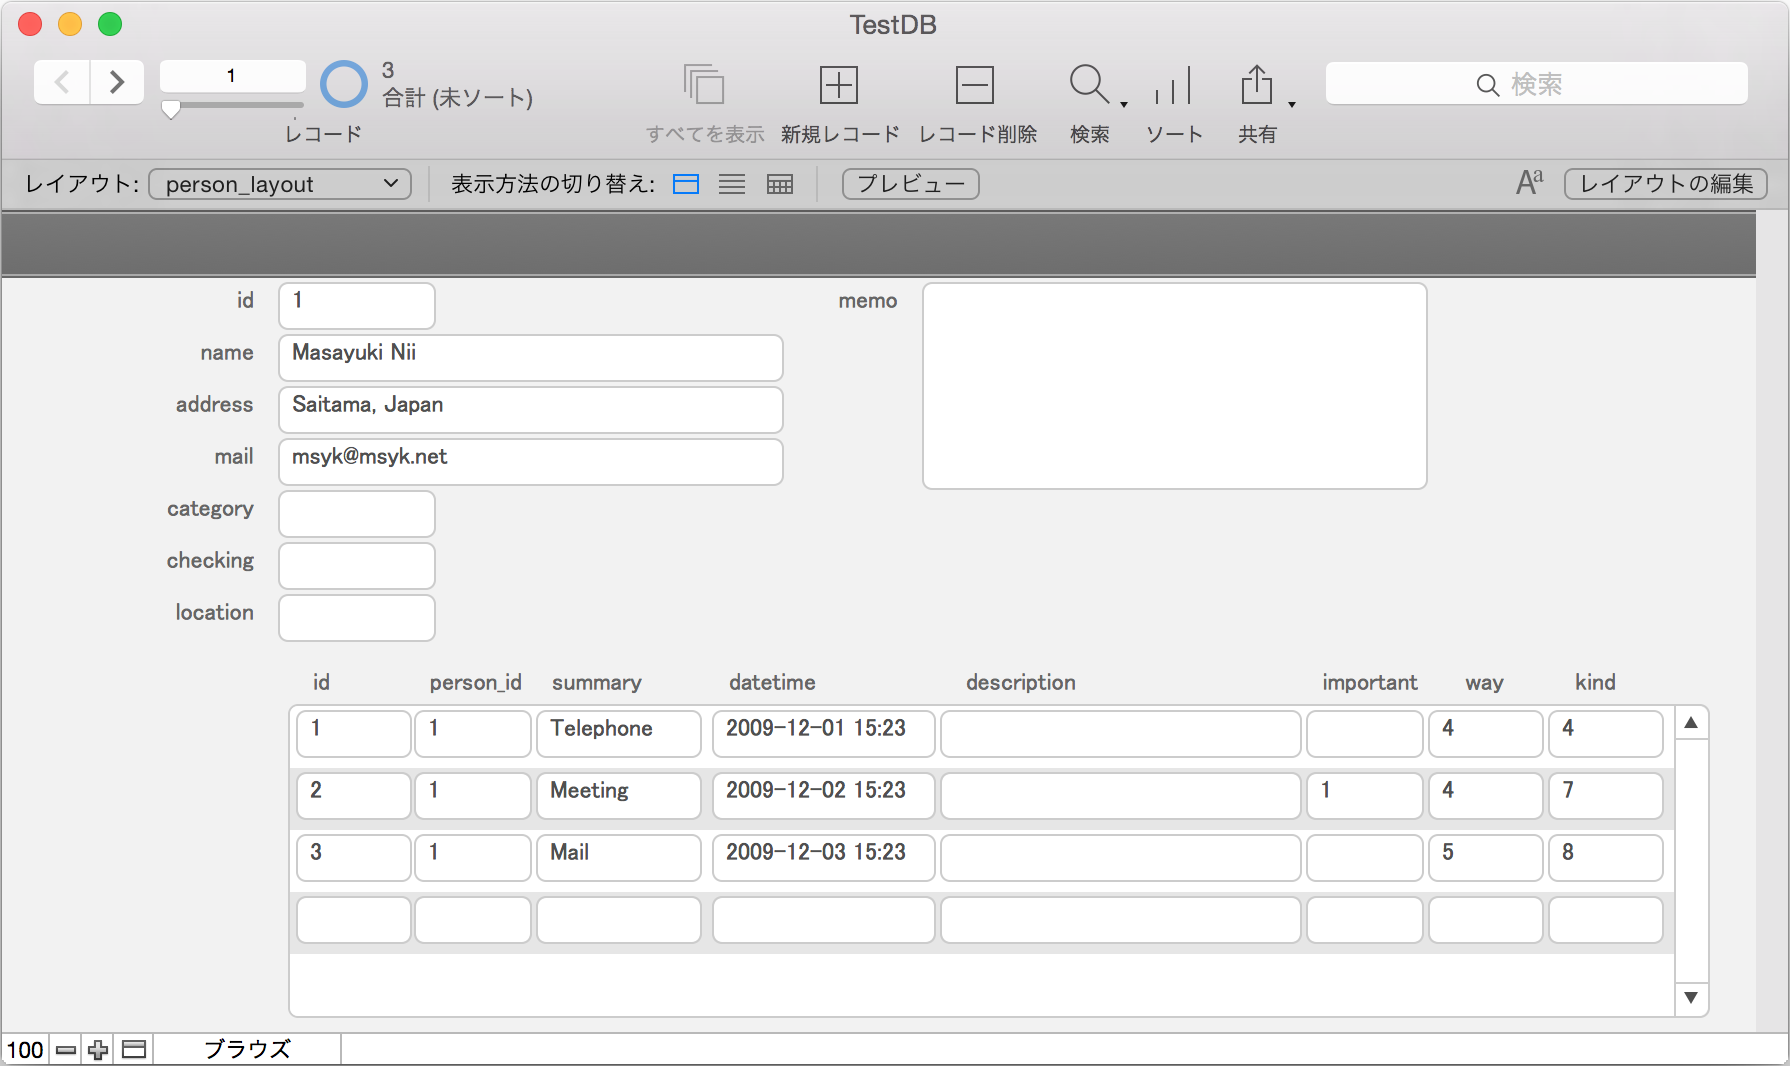 TestDB
1
3
合計 (未ソート)
レコード
すべてを表示
新規レコード
レコード削除
検索
ソート
共有
検索
レイアウト: person_layout
表示方法の切り替え:
プレビュー
Aa
レイアウトの編集
id 1
memo
name Masayuki Nii
address Saitama, Japan
mail msyk@msyk.net
category
checking
location
id person_id summary datetime description important way kind
1 1 Telephone 2009-12-01 15:23 4 4
2 1 Meeting 2009-12-02 15:23 1 4 7
3 1 Mail 2009-12-03 15:23 5 8
100 ブラウズ